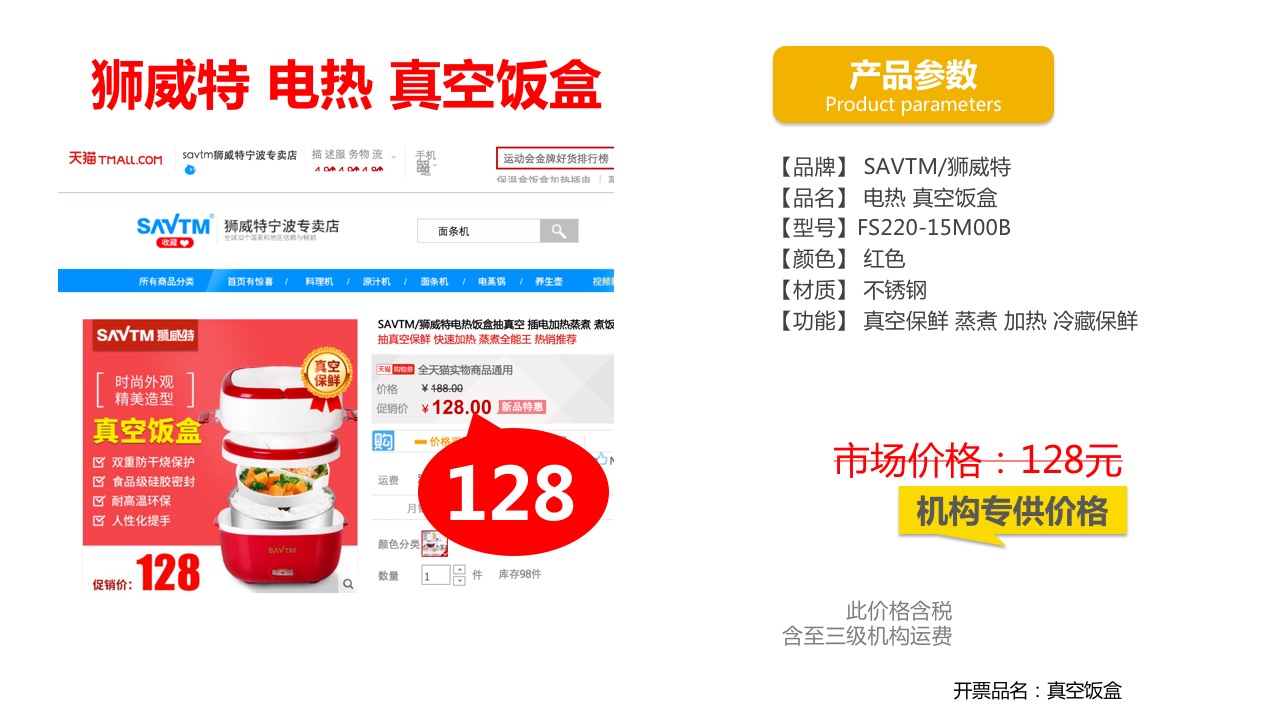 狮威特 电热 真空饭盒
天猫 TMALL.COM
savtm狮威特宁波专卖店
描 述 服 务 物 流
手机
运动会金牌好货排行榜
SAVTM
收藏
狮威特宁波专卖店
面条机
所有商品分类 首页有惊喜 / 料理机 / 原汁机 / 面条机 / 电蒸锅 / 养生壶
SAVTM 狮威特
时尚外观
精美造型
真空
保鲜
真空饭盒
双重防干烧保护
食品级硅胶密封
耐高温环保
人性化提手
SAVTM
促销价: 128
SAVTM/狮威特电热饭盒抽真空 插电加热蒸煮 煮饭
抽真空保鲜 快速加热 蒸煮全能王 热销推荐
天猫 购物券 全天猫实物商品通用
价格 ¥ 188.00
促销价 ¥ 128.00 新品特惠
购
128
运费
颜色分类
数量 1 件 库存98件
产品参数
Product parameters
【品牌】 SAVTM/狮威特
【品名】 电热 真空饭盒
【型号】FS220-15M00B
【颜色】 红色
【材质】 不锈钢
【功能】 真空保鲜 蒸煮 加热 冷藏保鲜
市场价格：128元
机构专供价格
此价格含税
含至三级机构运费
开票品名：真空饭盒